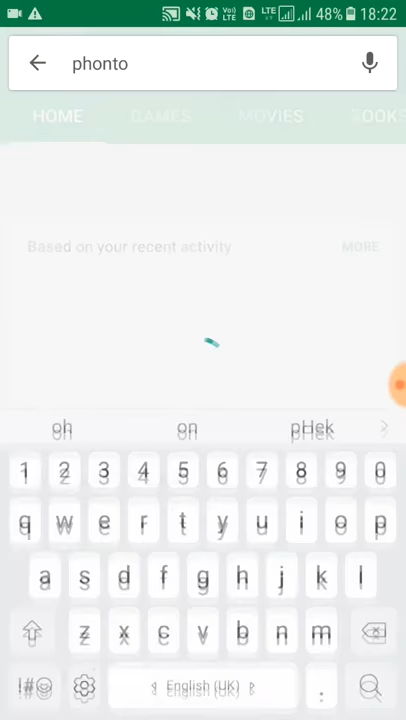 48% 18:22
phonto
HOME GAMES MOVIES BOOKS
Based on your recent activity MORE
oh on pHek
1 2 3 4 5 6 7 8 9 0
q w e r t y u i o p
a s d f g h j k l
z x c v b n m
!#☺ English (UK) .